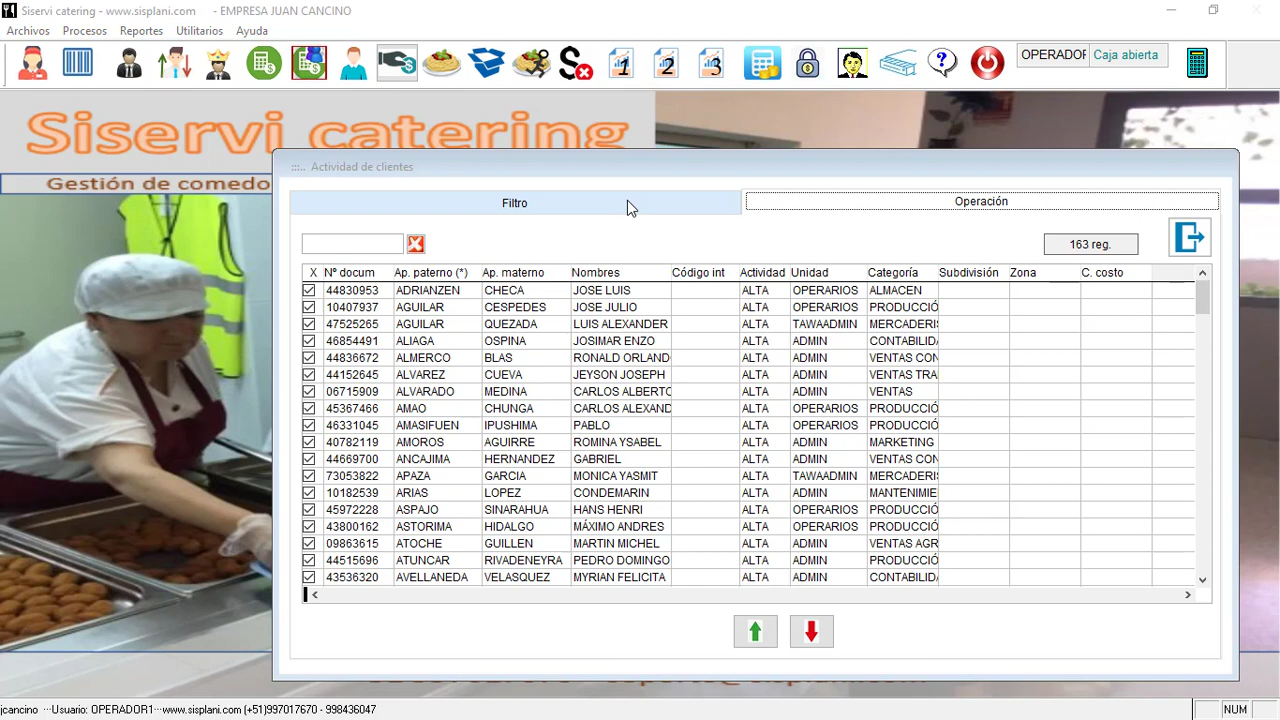 Siservi catering - www.sisplani.com - EMPRESA JUAN CANCINO
Archivos Procesos Reportes Utilitarios Ayuda
1 2 3 OPERADOR Caja abierta
Siservi catering
Gestión de comedo
:::.. Actividad de clientes
Filtro Operación
163 reg.
X Nº docum Ap. paterno (*) Ap. materno Nombres Código int Actividad Unidad Categoría Subdivisión Zona C. costo
44830953 ADRIANZEN CHECA JOSE LUIS ALTA OPERARIOS ALMACEN
10407937 AGUILAR CESPEDES JOSE JULIO ALTA OPERARIOS PRODUCCIÓ
47525265 AGUILAR QUEZADA LUIS ALEXANDER ALTA TAWAADMIN MERCADERIS
46854491 ALIAGA OSPINA JOSIMAR ENZO ALTA ADMIN CONTABILIDA
44836672 ALMERCO BLAS RONALD ORLAND ALTA ADMIN VENTAS CON
44152645 ALVAREZ CUEVA JEYSON JOSEPH ALTA ADMIN VENTAS TRA
06715909 ALVARADO MEDINA CARLOS ALBERTO ALTA ADMIN VENTAS
45367466 AMAO CHUNGA CARLOS ALEXAND ALTA OPERARIOS PRODUCCIÓ
46331045 AMASIFUEN IPUSHIMA PABLO ALTA OPERARIOS PRODUCCIÓ
40782119 AMOROS AGUIRRE ROMINA YSABEL ALTA ADMIN MARKETING
44669700 ANCAJIMA HERNANDEZ GABRIEL ALTA ADMIN VENTAS CON
73053822 APAZA GARCIA MONICA YASMIT ALTA TAWAADMIN MERCADERIS
10182539 ARIAS LOPEZ CONDEMARIN ALTA ADMIN MANTENIMIE
45972228 ASPAJO SINARAHUA HANS HENRI ALTA OPERARIOS PRODUCCIÓ
43800162 ASTORIMA HIDALGO MÁXIMO ANDRES ALTA OPERARIOS PRODUCCIÓ
09863615 ATOCHE GUILLEN MARTIN MICHEL ALTA ADMIN VENTAS AGR
44515696 ATUNCAR RIVADENEYRA PEDRO DOMINGO ALTA ADMIN PRODUCCIÓ
43536320 AVELLANEDA VELASQUEZ MYRIAN FELICITA ALTA ADMIN CONTABILIDA
jcancino ···Usuario: OPERADOR1···www.sisplani.com (+51)997017670 - 998436047 NUM